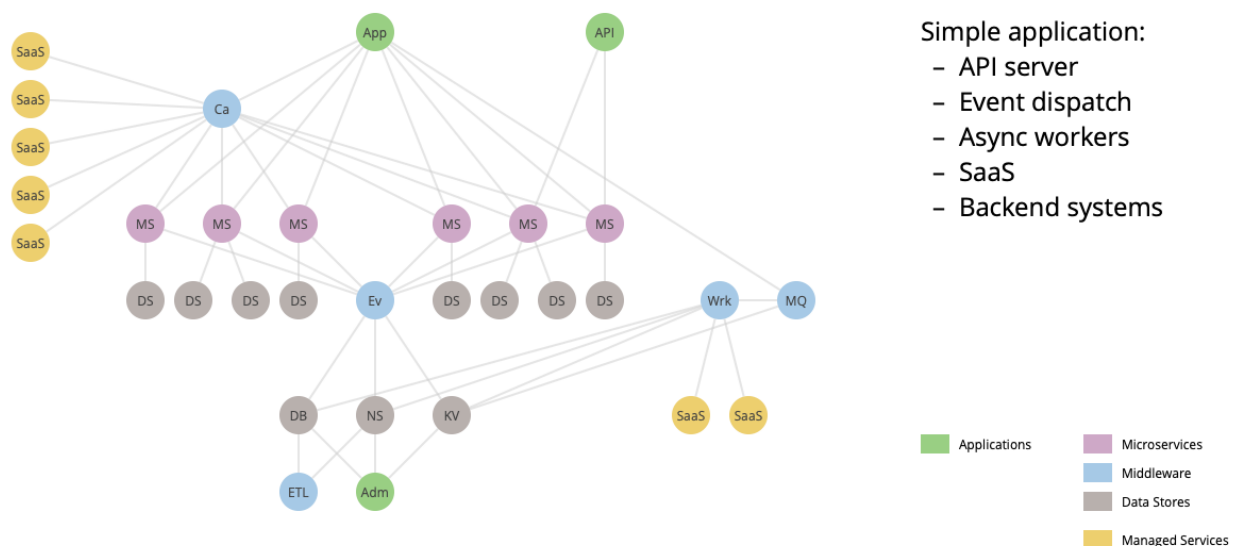 App
API
SaaS
SaaS
SaaS
SaaS
SaaS
Ca
MS
MS
MS
MS
MS
MS
DS
DS
DS
DS
Ev
DS
DS
DS
DS
Wrk
MQ
DB
NS
KV
SaaS
SaaS
ETL
Adm
Simple application:
– API server
– Event dispatch
– Async workers
– SaaS
– Backend systems
Applications
Microservices
Middleware
Data Stores
Managed Services